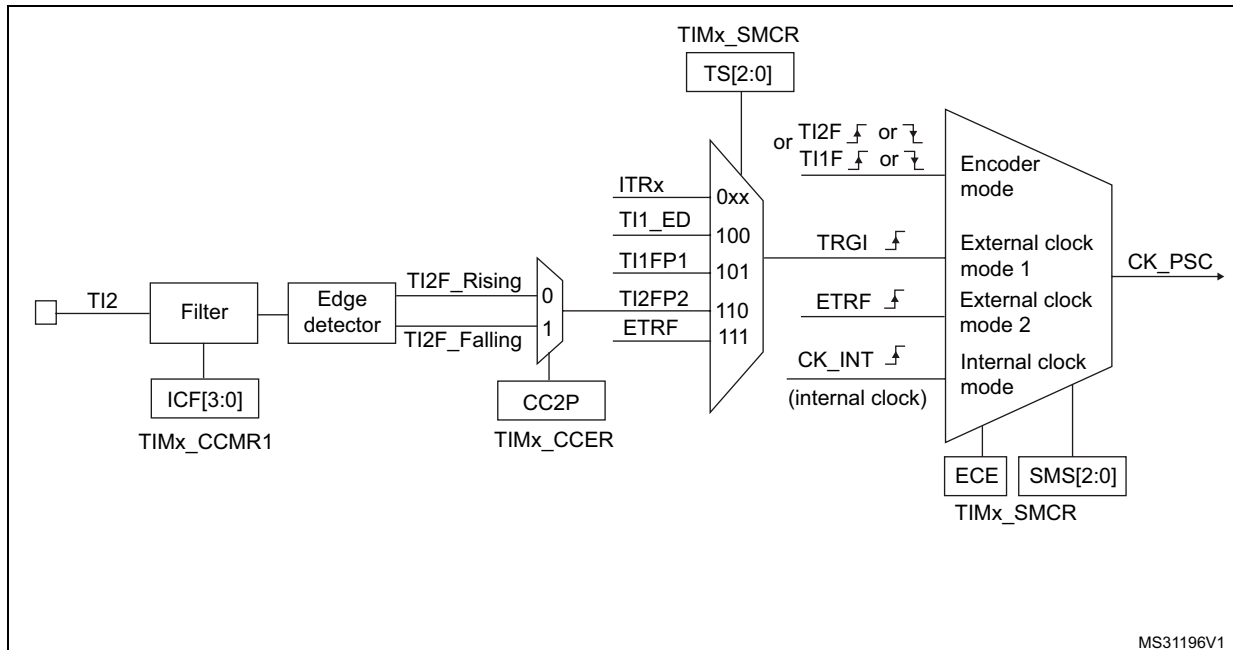 TIMx_SMCR
TS[2:0]
or TI2F or
TI1F or
Encoder
mode
ITRx
0xx
TI1_ED
100
TRGI
External clock
mode 1
CK_PSC
TI1FP1
101
TI2F_Rising
0
TI2FP2
110
ETRF
External clock
mode 2
TI2
Filter
Edge
detector
1
ETRF
111
TI2F_Falling
CK_INT
(internal clock)
Internal clock
mode
ICF[3:0]
TIMx_CCMR1
CC2P
TIMx_CCER
ECE
SMS[2:0]
TIMx_SMCR
MS31196V1